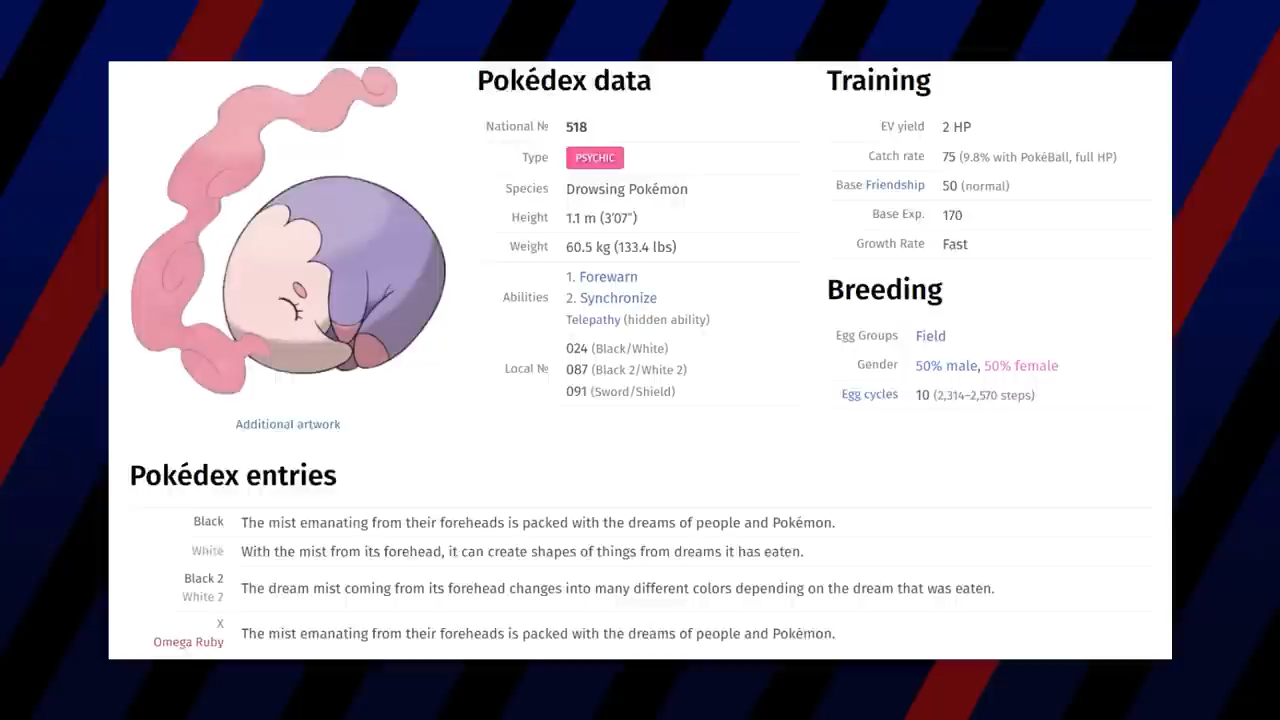 Pokédex data
National № 518
Type PSYCHIC
Species Drowsing Pokémon
Height 1.1 m (3′07″)
Weight 60.5 kg (133.4 lbs)
Abilities 1. Forewarn
2. Synchronize
Telepathy (hidden ability)
Local № 024 (Black/White)
087 (Black 2/White 2)
091 (Sword/Shield)
Training
EV yield 2 HP
Catch rate 75 (9.8% with PokéBall, full HP)
Base Friendship 50 (normal)
Base Exp. 170
Growth Rate Fast
Breeding
Egg Groups Field
Gender 50% male, 50% female
Egg cycles 10 (2,314–2,570 steps)
Additional artwork
Pokédex entries
Black The mist emanating from their foreheads is packed with the dreams of people and Pokémon.
White With the mist from its forehead, it can create shapes of things from dreams it has eaten.
Black 2
White 2 The dream mist coming from its forehead changes into many different colors depending on the dream that was eaten.
X
Omega Ruby The mist emanating from their foreheads is packed with the dreams of people and Pokémon.